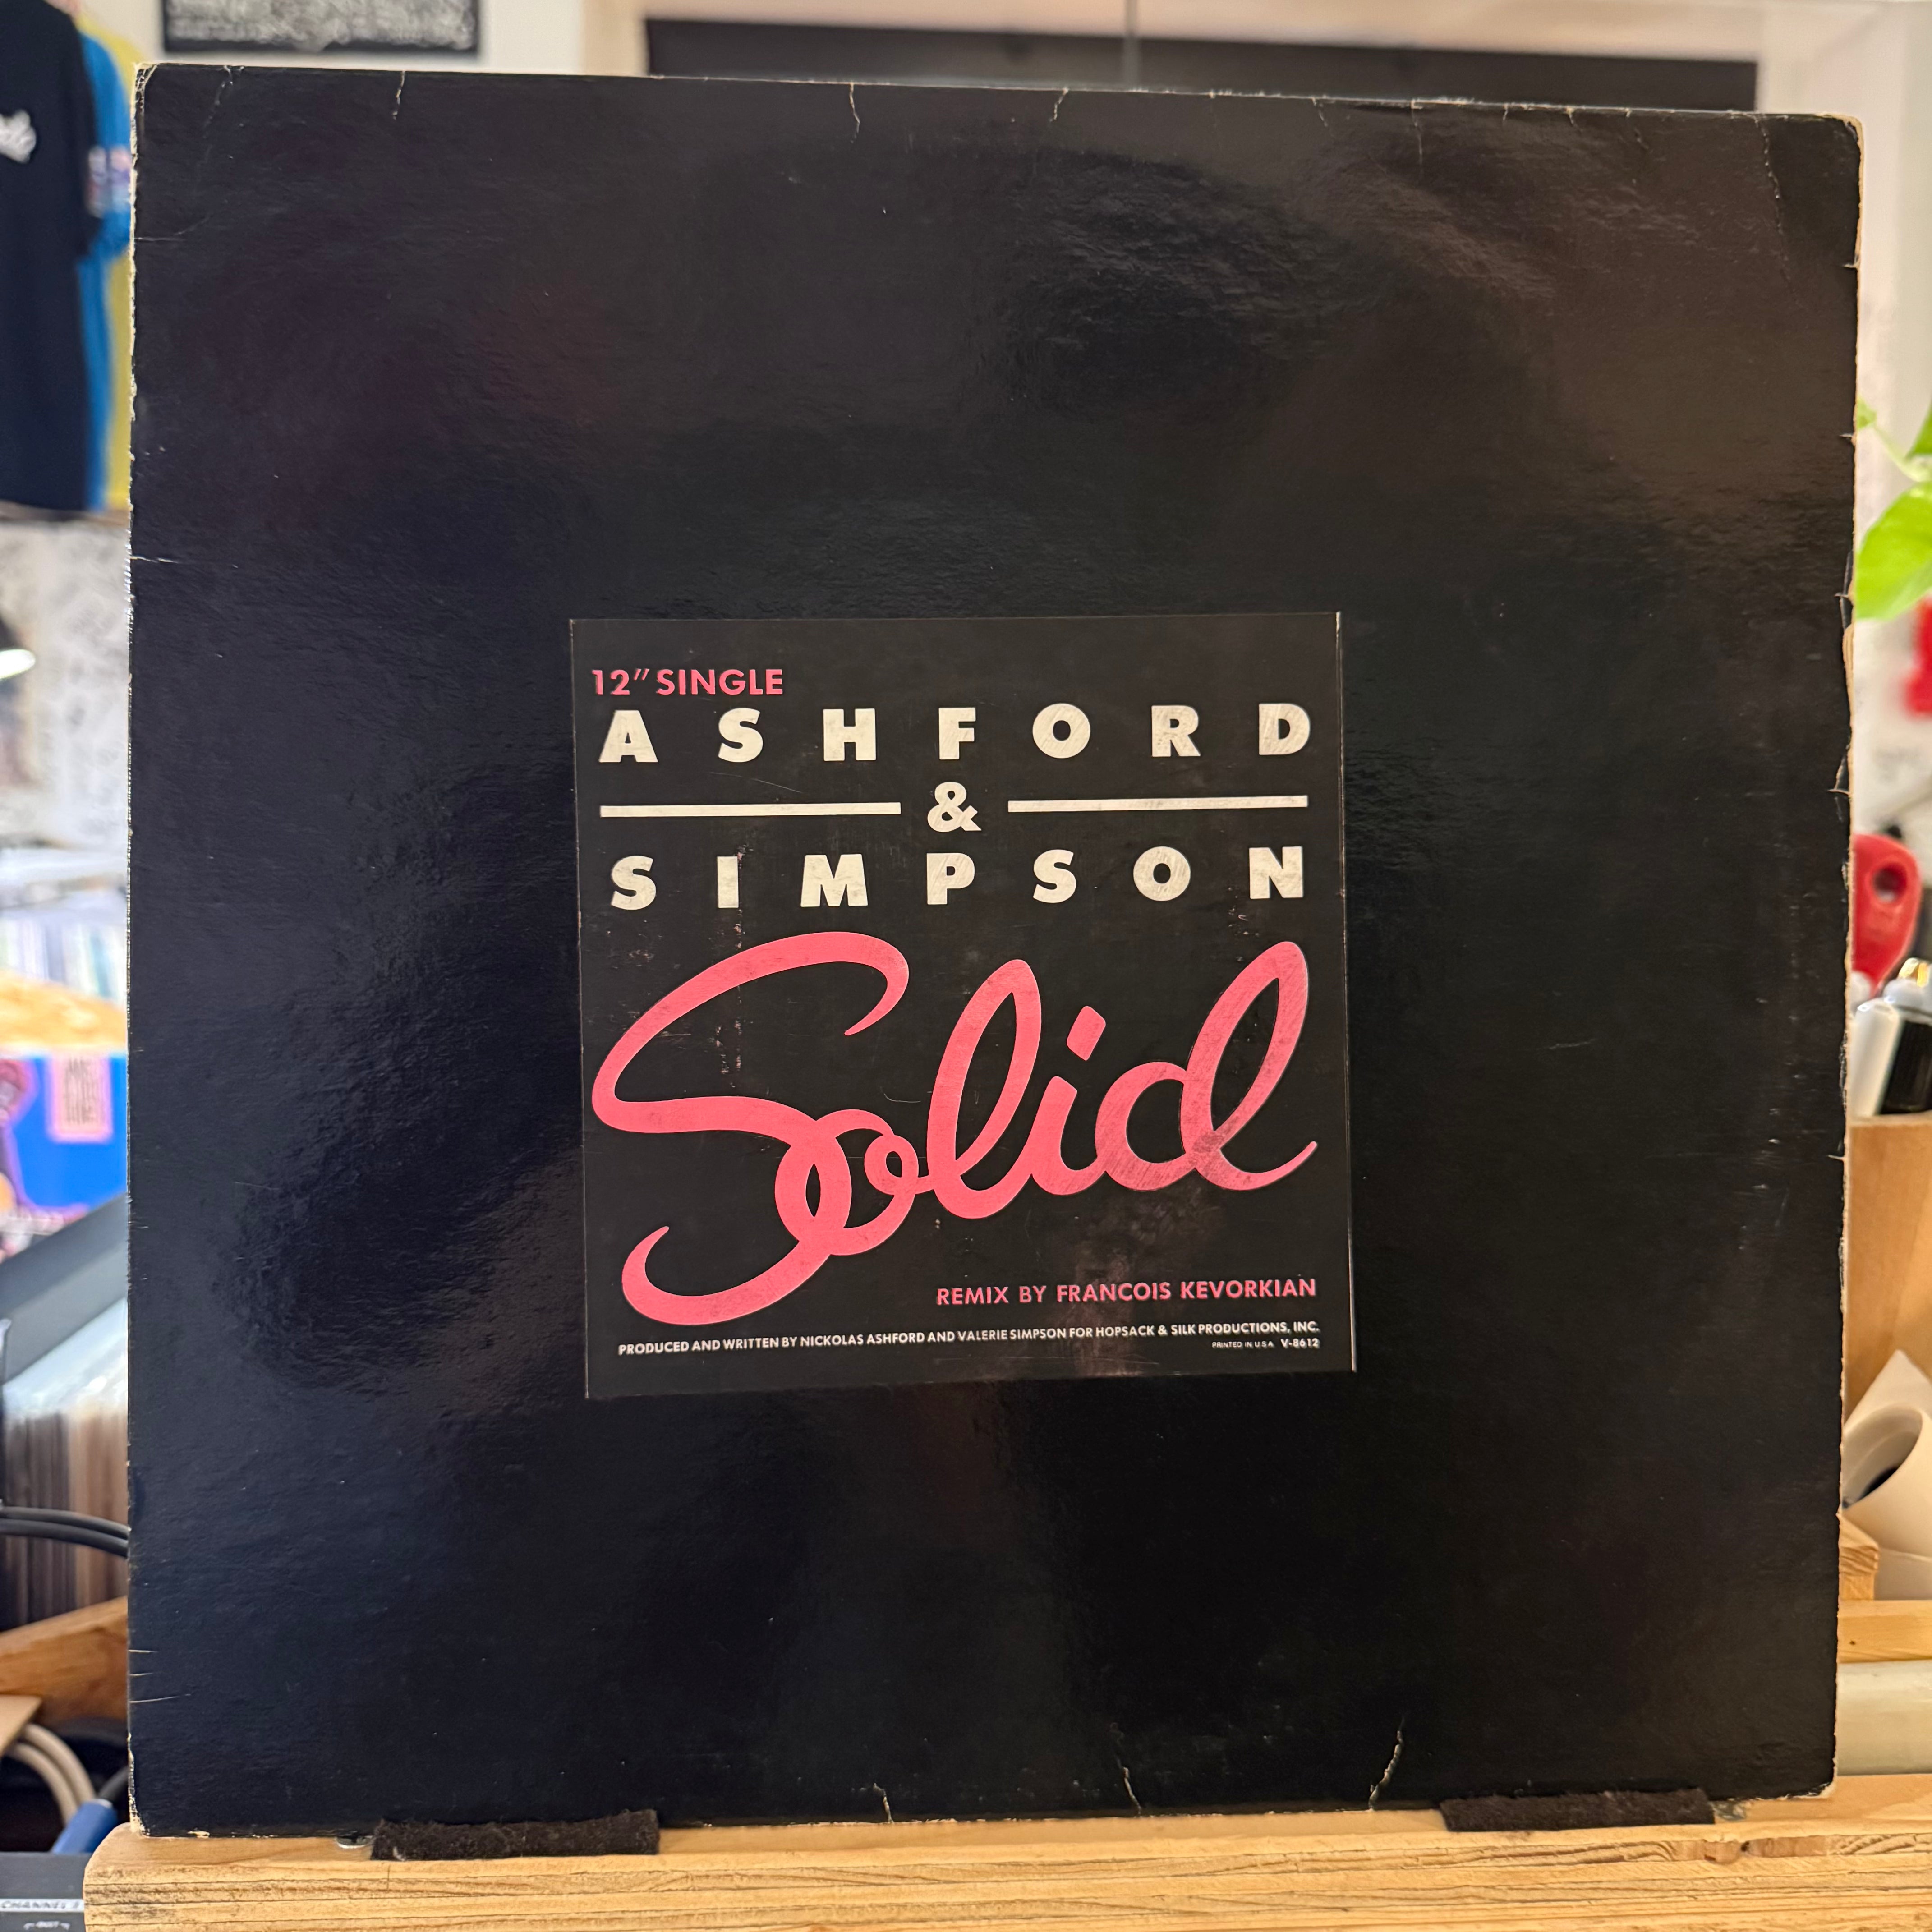 12" SINGLE
ASHFORD
&
SIMPSON
Solid
REMIX BY FRANCOIS KEVORKIAN
PRODUCED AND WRITTEN BY NICKOLAS ASHFORD AND VALERIE SIMPSON FOR HOPSACK & SILK PRODUCTIONS, INC.
PRINTED IN U.S.A. V-8612
CHANNEL